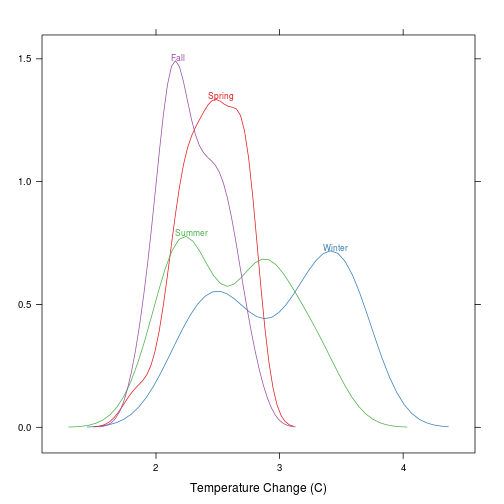 1.5
1.0
0.5
0.0
Fall
Spring
Summer
Winter
2 3 4
Temperature Change (C)